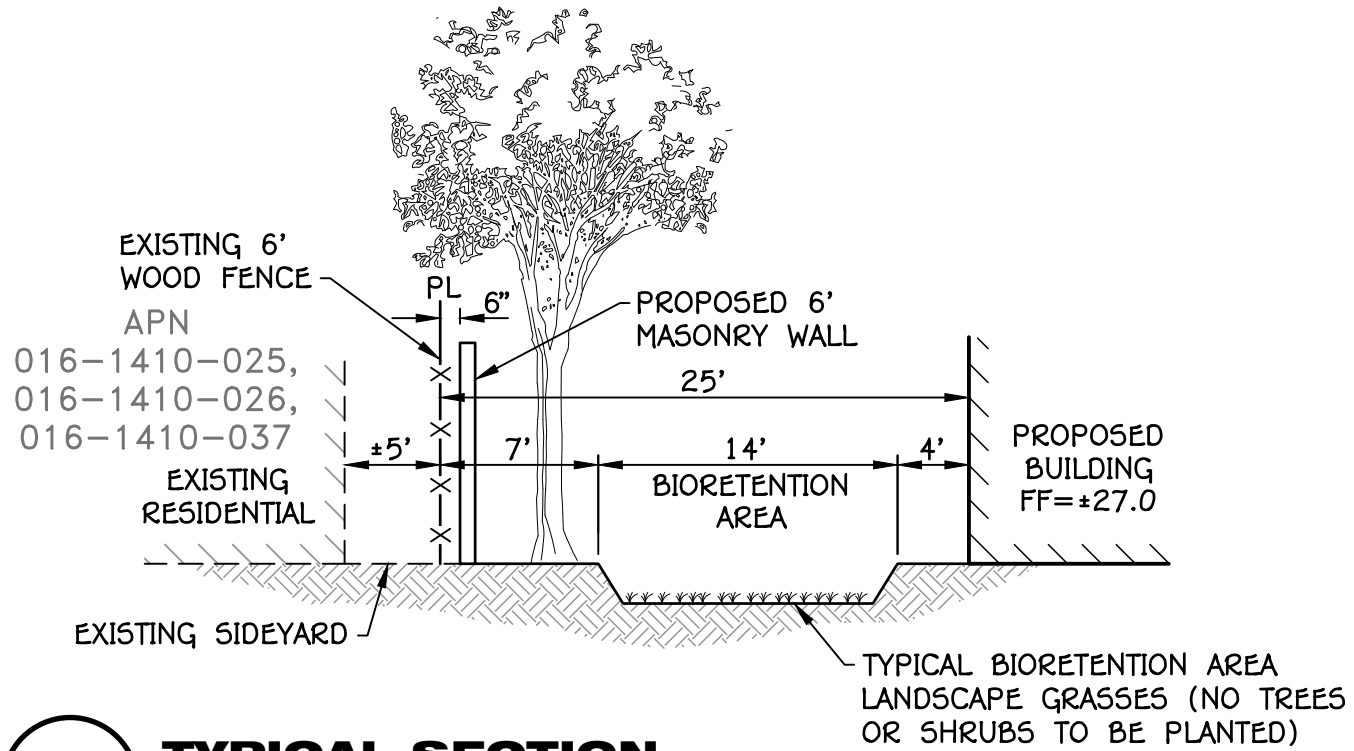 EXISTING 6'
WOOD FENCE
PL
6"
PROPOSED 6'
MASONRY WALL
APN
016-1410-025,
016-1410-026,
016-1410-037
EXISTING
RESIDENTIAL
25'
±5'
7'
14'
4'
BIORETENTION
AREA
PROPOSED
BUILDING
FF=±27.0
EXISTING SIDEYARD
TYPICAL BIORETENTION AREA
LANDSCAPE GRASSES (NO TREES
OR SHRUBS TO BE PLANTED)
TYPICAL SECTION